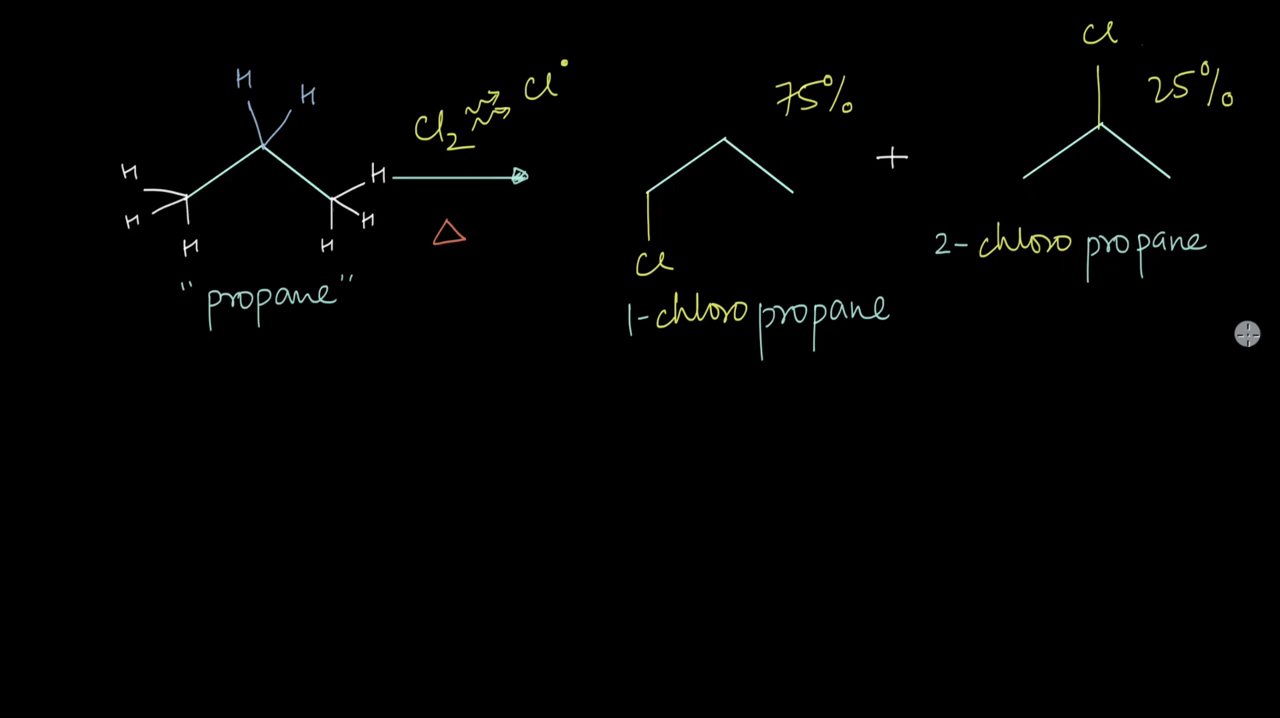 H
H
H
H
H
H
H
H
"propane"
Cl2 Cl•
Δ
75%
Cl
1-chloropropane
+
Cl
25%
2-chloropropane